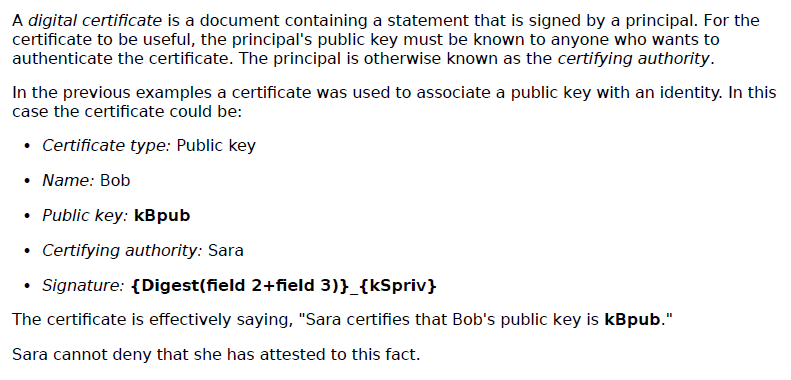 A digital certificate is a document containing a statement that is signed by a principal. For the
certificate to be useful, the principal's public key must be known to anyone who wants to
authenticate the certificate. The principal is otherwise known as the certifying authority.
In the previous examples a certificate was used to associate a public key with an identity. In this
case the certificate could be:
• Certificate type: Public key
• Name: Bob
• Public key: kBpub
• Certifying authority: Sara
• Signature: {Digest(field 2+field 3)}_{kSpriv}
The certificate is effectively saying, "Sara certifies that Bob's public key is kBpub."
Sara cannot deny that she has attested to this fact.